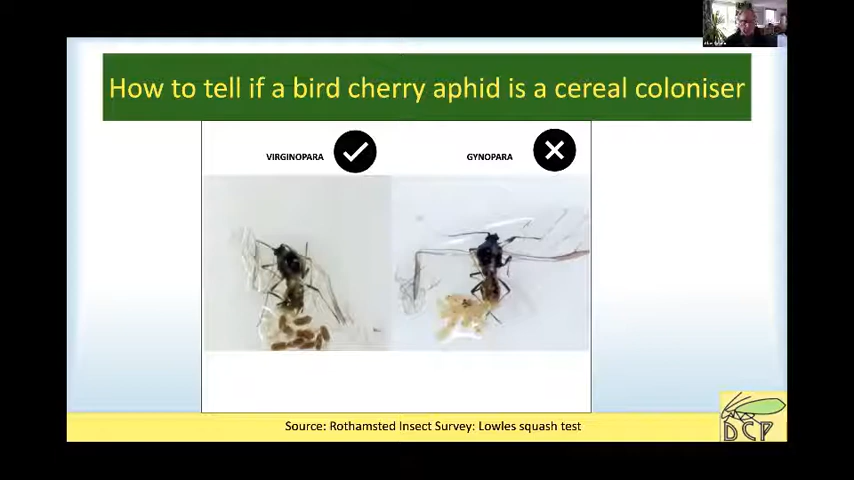 How to tell if a bird cherry aphid is a cereal coloniser
VIRGINOPARA
GYNOPARA
Source: Rothamsted Insect Survey: Lowles squash test
DCP